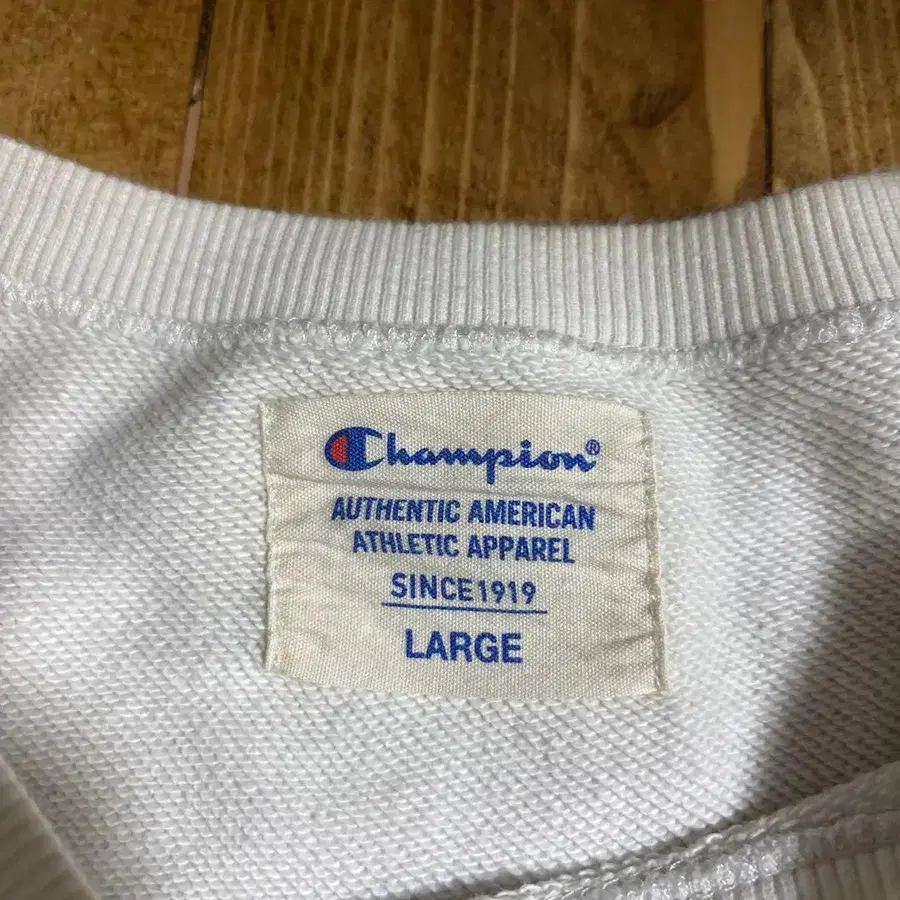 Champion®
AUTHENTIC AMERICAN
ATHLETIC APPAREL
SINCE1919
LARGE